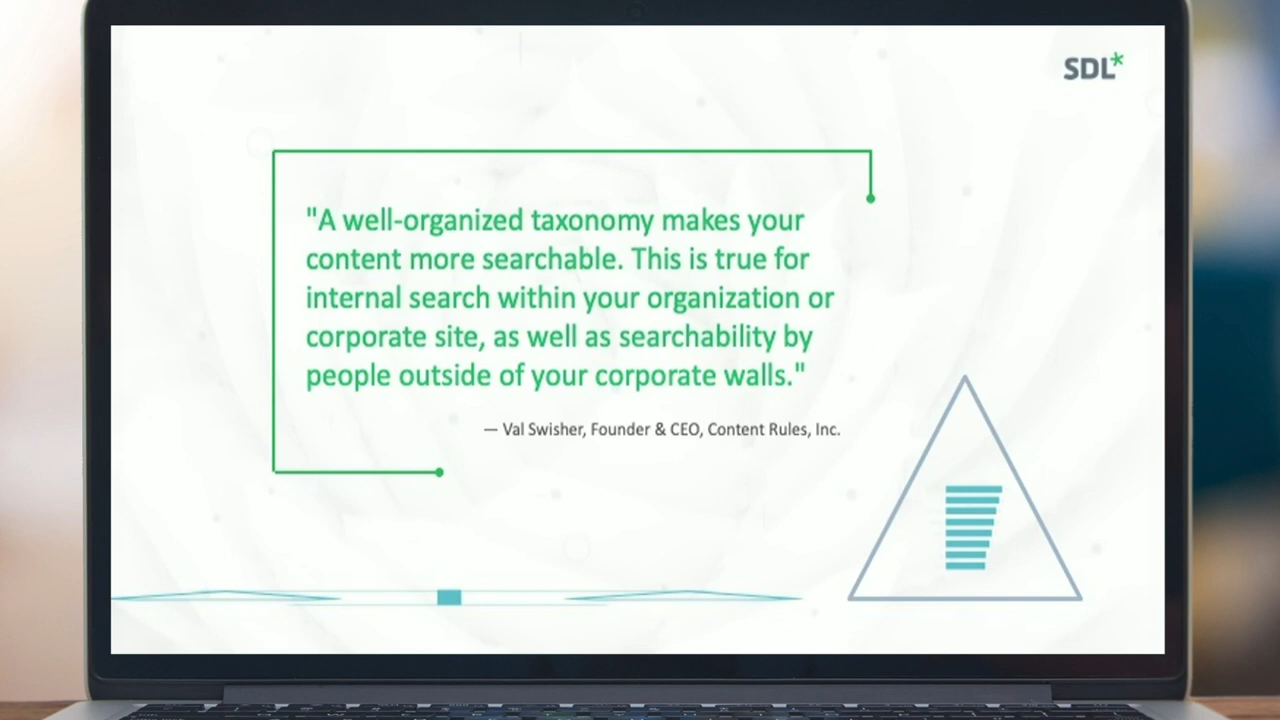 SDL*
"A well-organized taxonomy makes your
content more searchable. This is true for
internal search within your organization or
corporate site, as well as searchability by
people outside of your corporate walls."
— Val Swisher, Founder & CEO, Content Rules, Inc.